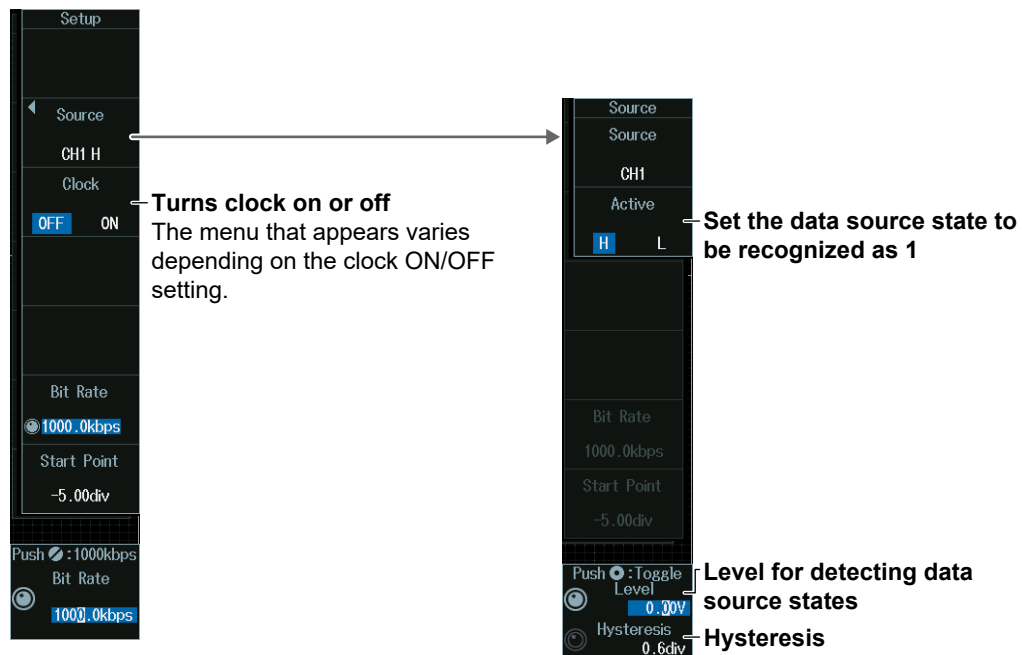 Setup
Source
CH1 H
Clock
OFF ON
Bit Rate
1000.0kbps
Start Point
-5.00div
Push :1000kbps
Bit Rate
1000.0kbps
Turns clock on or off
The menu that appears varies
depending on the clock ON/OFF
setting.
Source
Source
CH1
Active
H L
Bit Rate
1000.0kbps
Start Point
-5.00div
Push :Toggle
Level
0.00V
Hysteresis
0.6div
Set the data source state to
be recognized as 1
Level for detecting data
source states
Hysteresis